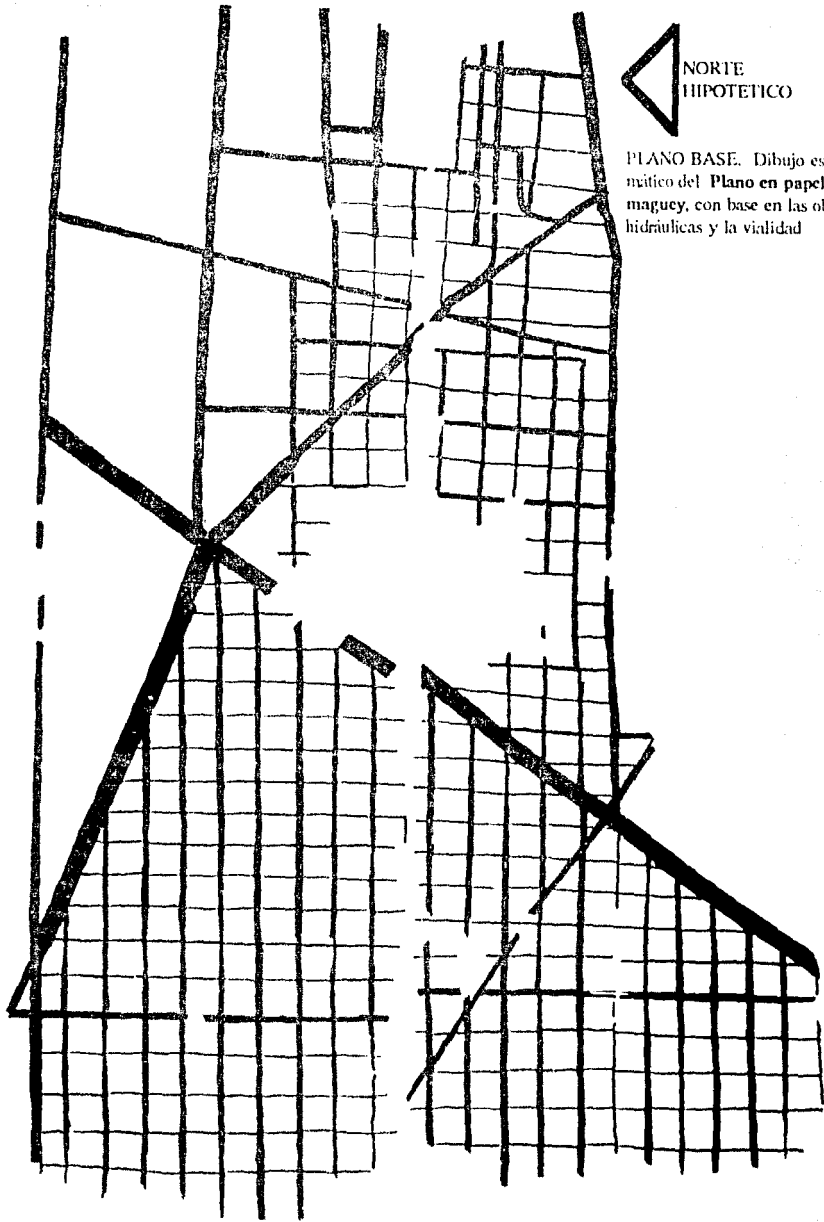 NORTE
HIPOTETICO
PLANO BASE. Dibujo es
mático del Plano en papel
maguey, con base en las ol
hidráulicas y la vialidad